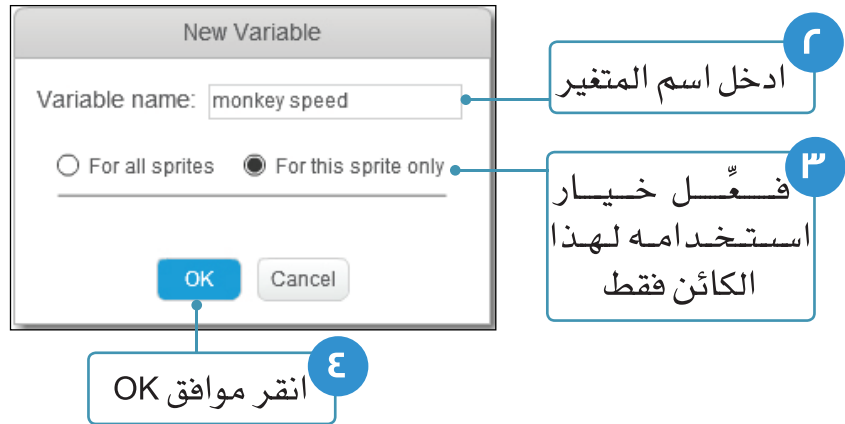 New Variable
Variable name: monkey speed
For all sprites For this sprite only
OK Cancel
٢
ادخل اسم المتغير
٣
فعِّل خيار
استخدامه لهذا
الكائن فقط
٤
انقر موافق OK